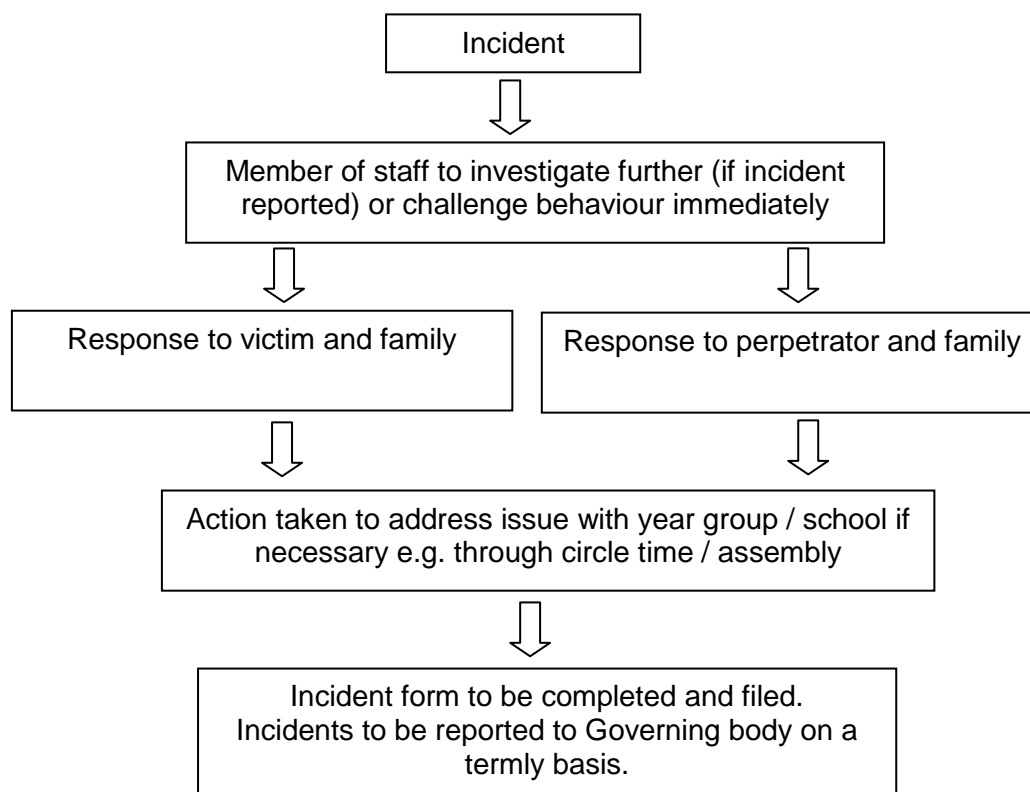 Incident
Member of staff to investigate further (if incident
reported) or challenge behaviour immediately
Response to victim and family
Response to perpetrator and family
Action taken to address issue with year group / school if
necessary e.g. through circle time / assembly
Incident form to be completed and filed.
Incidents to be reported to Governing body on a
termly basis.